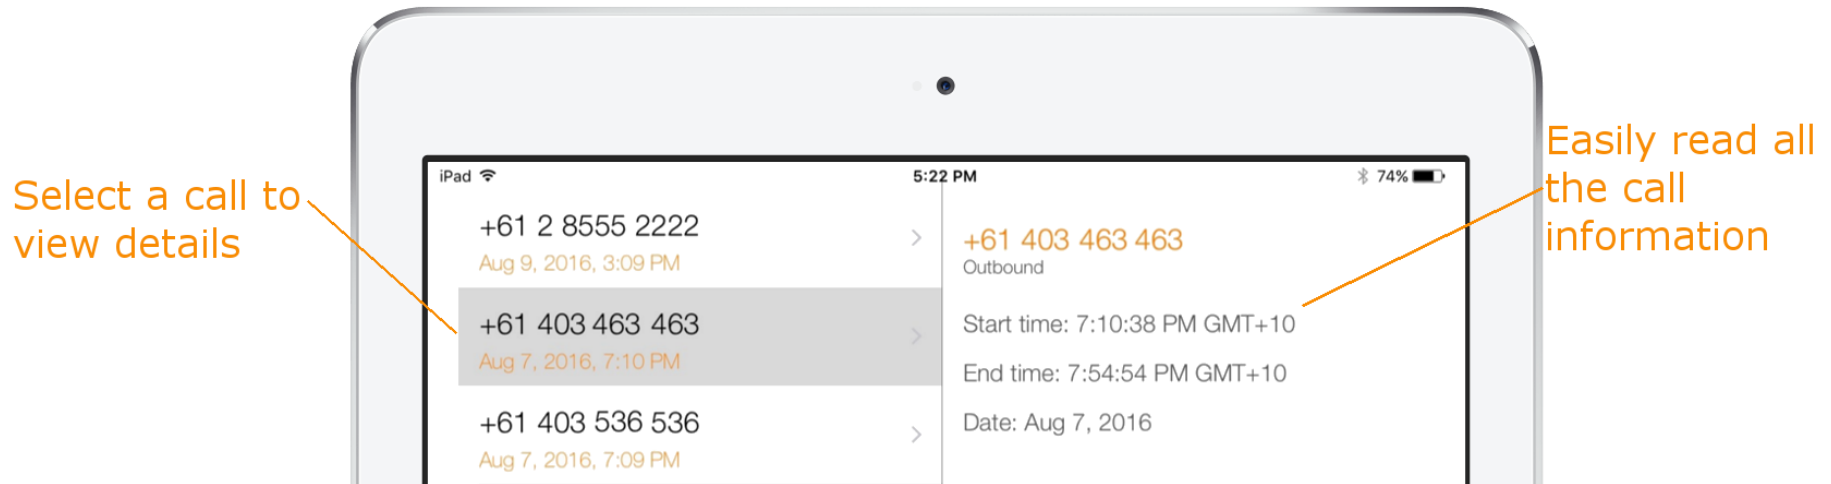 Select a call to
view details
iPad
5:22 PM
74%
+61 2 8555 2222
Aug 9, 2016, 3:09 PM
+61 403 463 463
Aug 7, 2016, 7:10 PM
+61 403 536 536
Aug 7, 2016, 7:09 PM
+61 403 463 463
Outbound
Start time: 7:10:38 PM GMT+10
End time: 7:54:54 PM GMT+10
Date: Aug 7, 2016
Easily read all
the call
information